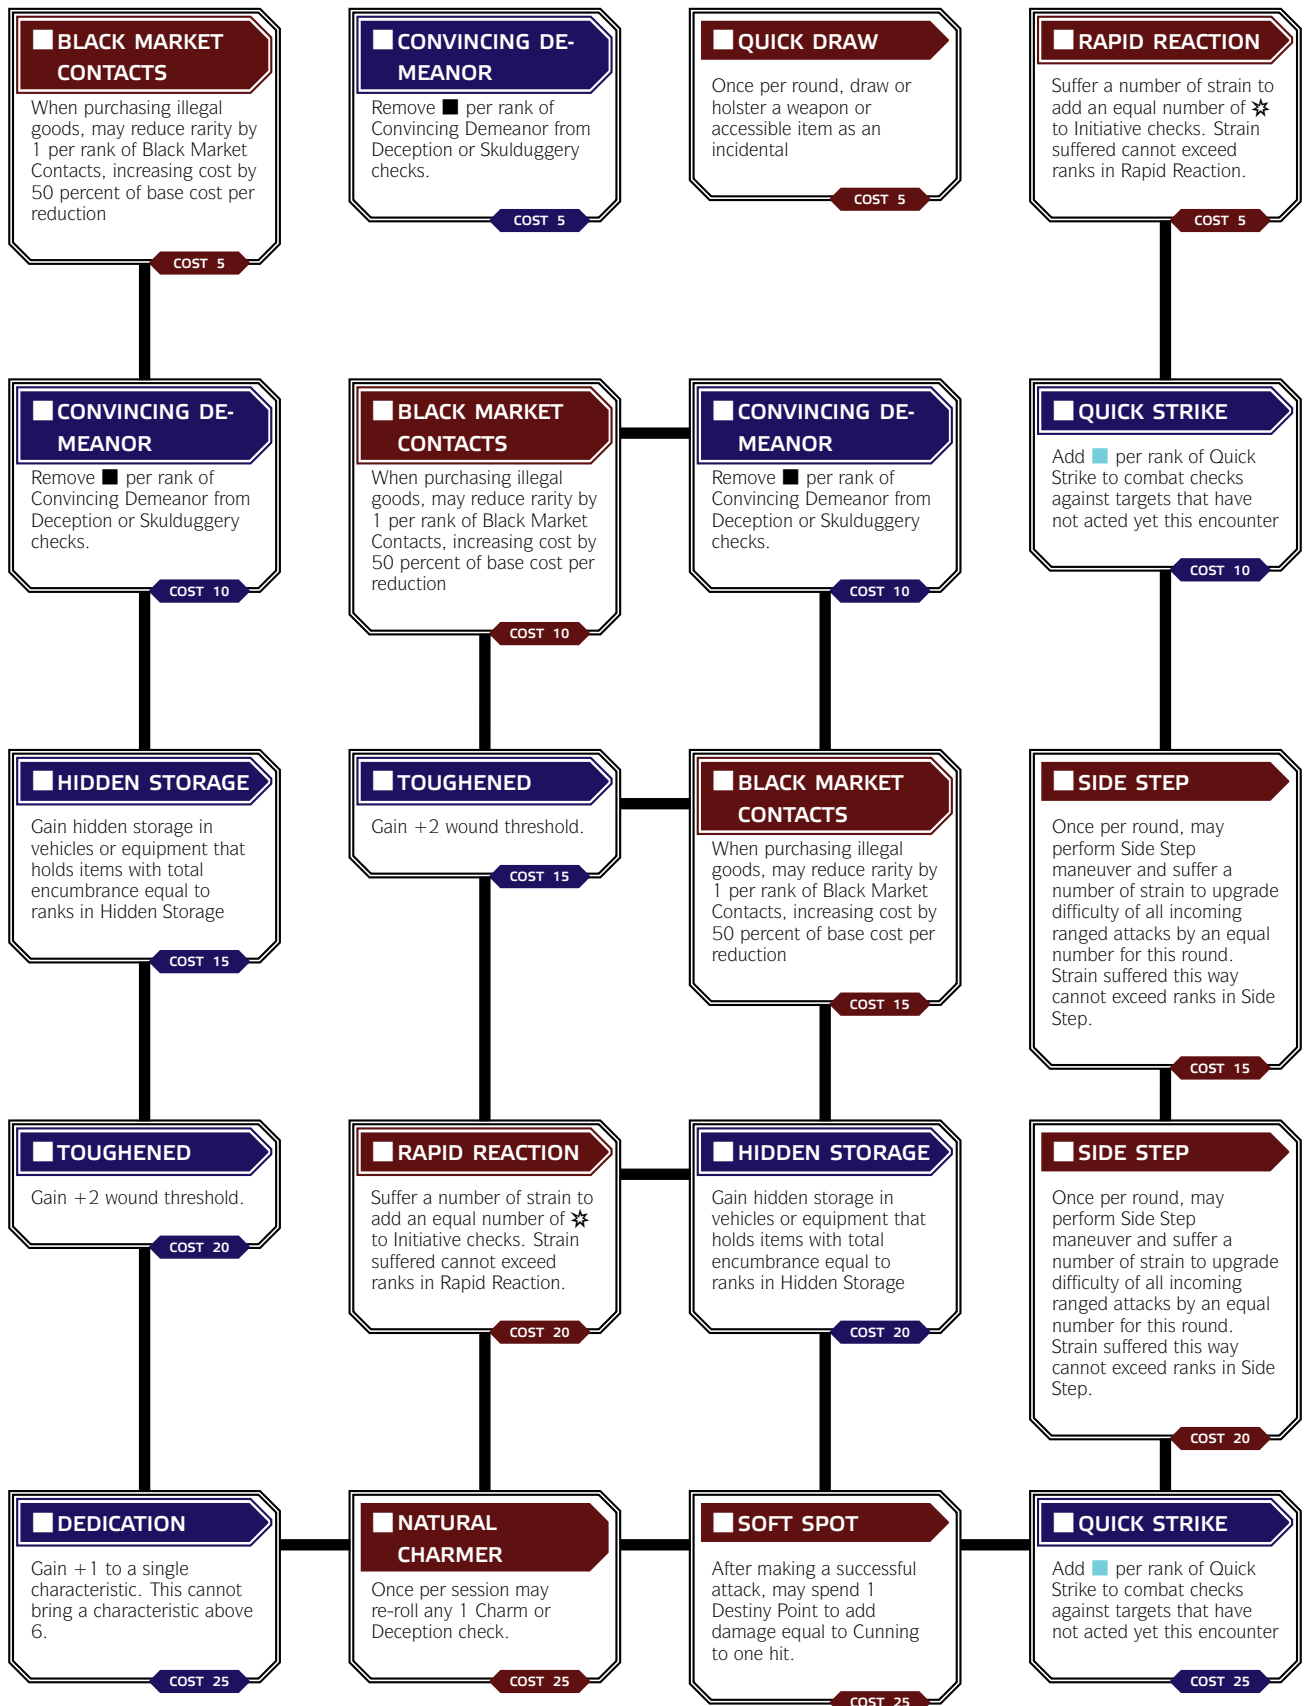 BLACK MARKET
CONTACTS
When purchasing illegal
goods, may reduce rarity by
1 per rank of Black Market
Contacts, increasing cost by
50 percent of base cost per
reduction
COST 5
CONVINCING DE-
MEANOR
Remove per rank of
Convincing Demeanor from
Deception or Skulduggery
checks.
COST 5
QUICK DRAW
Once per round, draw or
holster a weapon or
accessible item as an
incidental
COST 5
RAPID REACTION
Suffer a number of strain to
add an equal number of
to Initiative checks. Strain
suffered cannot exceed
ranks in Rapid Reaction.
COST 5
CONVINCING DE-
MEANOR
Remove per rank of
Convincing Demeanor from
Deception or Skulduggery
checks.
COST 10
BLACK MARKET
CONTACTS
When purchasing illegal
goods, may reduce rarity by
1 per rank of Black Market
Contacts, increasing cost by
50 percent of base cost per
reduction
COST 10
CONVINCING DE-
MEANOR
Remove per rank of
Convincing Demeanor from
Deception or Skulduggery
checks.
COST 10
QUICK STRIKE
Add per rank of Quick
Strike to combat checks
against targets that have
not acted yet this encounter
COST 10
HIDDEN STORAGE
Gain hidden storage in
vehicles or equipment that
holds items with total
encumbrance equal to
ranks in Hidden Storage
COST 15
TOUGHENED
Gain +2 wound threshold.
COST 15
BLACK MARKET
CONTACTS
When purchasing illegal
goods, may reduce rarity by
1 per rank of Black Market
Contacts, increasing cost by
50 percent of base cost per
reduction
COST 15
SIDE STEP
Once per round, may
perform Side Step
maneuver and suffer a
number of strain to upgrade
difficulty of all incoming
ranged attacks by an equal
number for this round.
Strain suffered this way
cannot exceed ranks in Side
Step.
COST 15
TOUGHENED
Gain +2 wound threshold.
COST 20
RAPID REACTION
Suffer a number of strain to
add an equal number of
to Initiative checks. Strain
suffered cannot exceed
ranks in Rapid Reaction.
COST 20
HIDDEN STORAGE
Gain hidden storage in
vehicles or equipment that
holds items with total
encumbrance equal to
ranks in Hidden Storage
COST 20
SIDE STEP
Once per round, may
perform Side Step
maneuver and suffer a
number of strain to upgrade
difficulty of all incoming
ranged attacks by an equal
number for this round.
Strain suffered this way
cannot exceed ranks in Side
Step.
COST 20
DEDICATION
Gain +1 to a single
characteristic. This cannot
bring a characteristic above
6.
COST 25
NATURAL
CHARMER
Once per session may
re-roll any 1 Charm or
Deception check.
COST 25
SOFT SPOT
After making a successful
attack, may spend 1
Destiny Point to add
damage equal to Cunning
to one hit.
COST 25
QUICK STRIKE
Add per rank of Quick
Strike to combat checks
against targets that have
not acted yet this encounter
COST 25